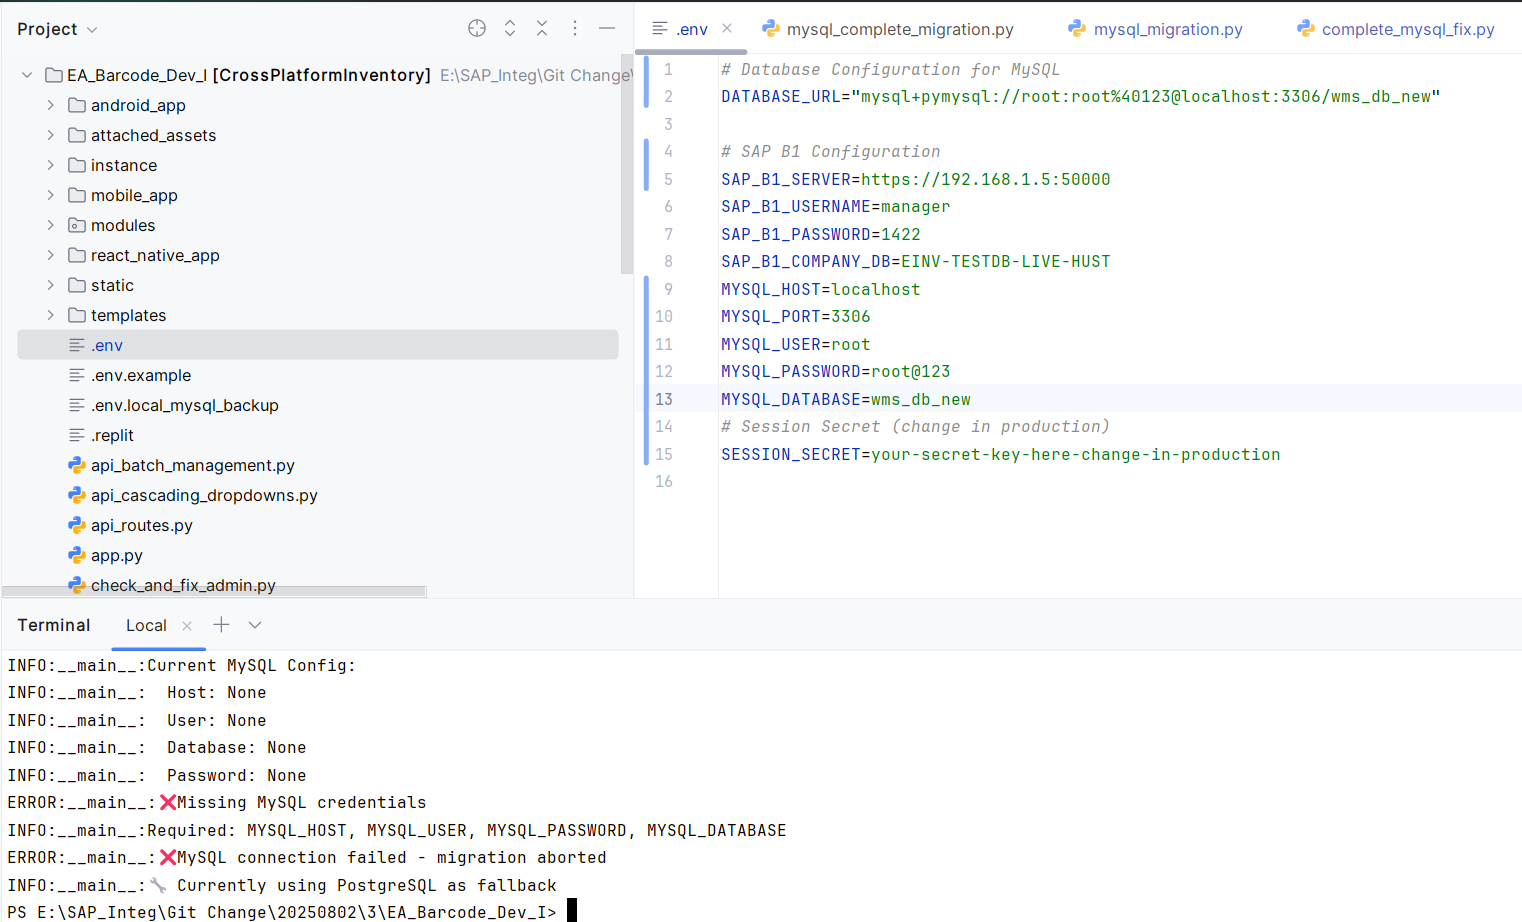 Project
EA_Barcode_Dev_I [CrossPlatformInventory] E:\SAP_Integ\Git Change\
android_app
attached_assets
instance
mobile_app
modules
react_native_app
static
templates
.env
.env.example
.env.local_mysql_backup
.replit
api_batch_management.py
api_cascading_dropdowns.py
api_routes.py
app.py
check_and_fix_admin.py
.env
mysql_complete_migration.py
mysql_migration.py
complete_mysql_fix.py
1 # Database Configuration for MySQL
2 DATABASE_URL="mysql+pymysql://root:root%40123@localhost:3306/wms_db_new"
3
4 # SAP B1 Configuration
5 SAP_B1_SERVER=https://192.168.1.5:50000
6 SAP_B1_USERNAME=manager
7 SAP_B1_PASSWORD=1422
8 SAP_B1_COMPANY_DB=EINV-TESTDB-LIVE-HUST
9 MYSQL_HOST=localhost
10 MYSQL_PORT=3306
11 MYSQL_USER=root
12 MYSQL_PASSWORD=root@123
13 MYSQL_DATABASE=wms_db_new
14 # Session Secret (change in production)
15 SESSION_SECRET=your-secret-key-here-change-in-production
16
Terminal Local
INFO:__main__:Current MySQL Config:
INFO:__main__:  Host: None
INFO:__main__:  User: None
INFO:__main__:  Database: None
INFO:__main__:  Password: None
ERROR:__main__:❌Missing MySQL credentials
INFO:__main__:Required: MYSQL_HOST, MYSQL_USER, MYSQL_PASSWORD, MYSQL_DATABASE
ERROR:__main__:❌MySQL connection failed - migration aborted
INFO:__main__:🔧 Currently using PostgreSQL as fallback
PS E:\SAP_Integ\Git Change\20250802\3\EA_Barcode_Dev_I>